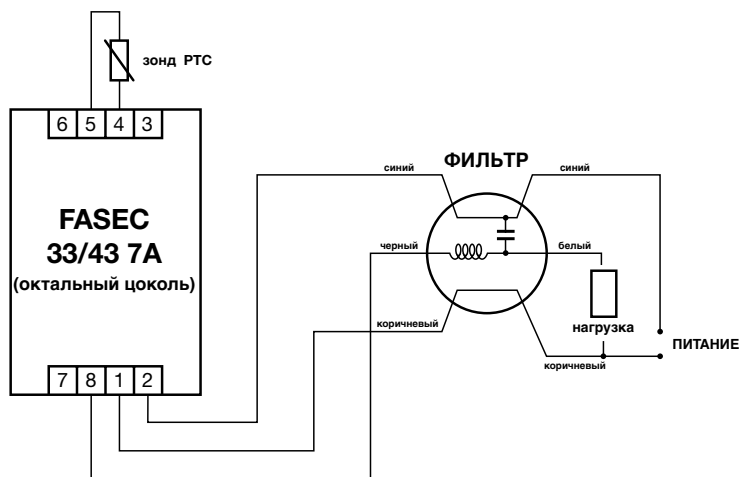 зонд РТС
6 5 4 3
FASEC
33/43 7A
(октальный цоколь)
7 8 1 2
ФИЛЬТР
синий
синий
черный
белый
коричневый
нагрузка
ПИТАНИЕ
коричневый